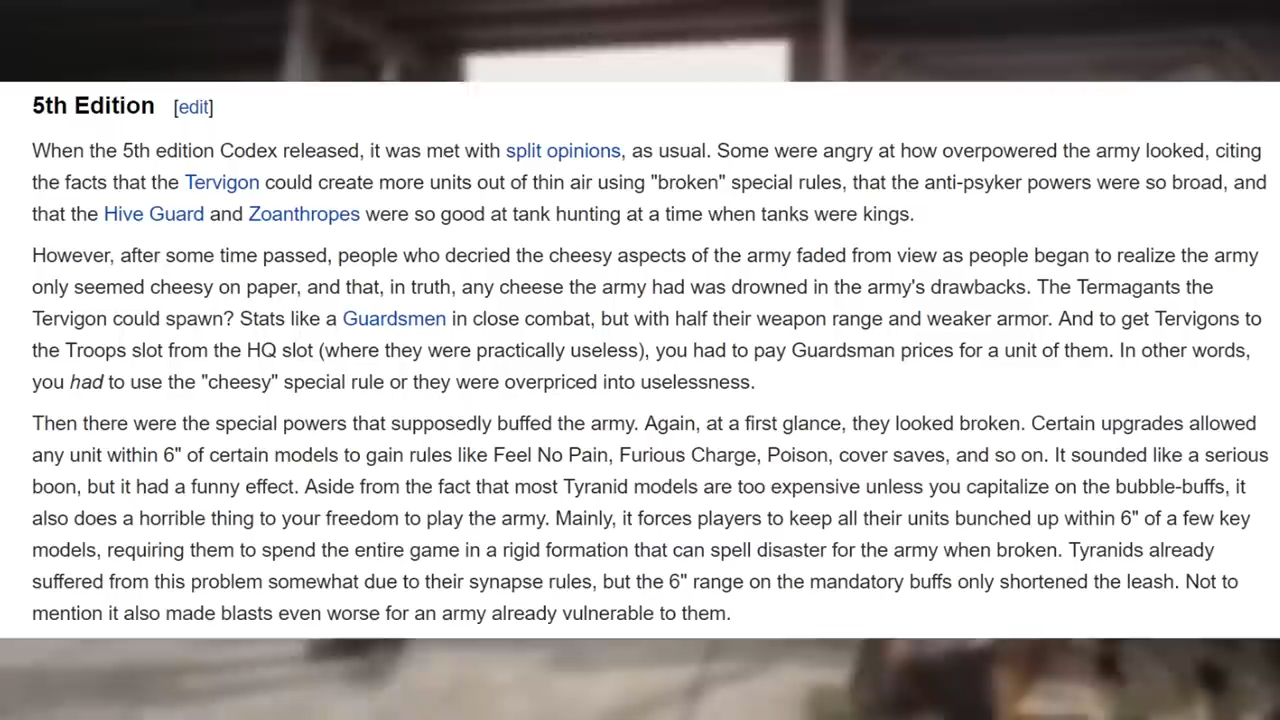 5th Edition [edit]
When the 5th edition Codex released, it was met with split opinions, as usual. Some were angry at how overpowered the army looked, citing
the facts that the Tervigon could create more units out of thin air using "broken" special rules, that the anti-psyker powers were so broad, and
that the Hive Guard and Zoanthropes were so good at tank hunting at a time when tanks were kings.
However, after some time passed, people who decried the cheesy aspects of the army faded from view as people began to realize the army
only seemed cheesy on paper, and that, in truth, any cheese the army had was drowned in the army's drawbacks. The Termagants the
Tervigon could spawn? Stats like a Guardsmen in close combat, but with half their weapon range and weaker armor. And to get Tervigons to
the Troops slot from the HQ slot (where they were practically useless), you had to pay Guardsman prices for a unit of them. In other words,
you had to use the "cheesy" special rule or they were overpriced into uselessness.
Then there were the special powers that supposedly buffed the army. Again, at a first glance, they looked broken. Certain upgrades allowed
any unit within 6" of certain models to gain rules like Feel No Pain, Furious Charge, Poison, cover saves, and so on. It sounded like a serious
boon, but it had a funny effect. Aside from the fact that most Tyranid models are too expensive unless you capitalize on the bubble-buffs, it
also does a horrible thing to your freedom to play the army. Mainly, it forces players to keep all their units bunched up within 6" of a few key
models, requiring them to spend the entire game in a rigid formation that can spell disaster for the army when broken. Tyranids already
suffered from this problem somewhat due to their synapse rules, but the 6" range on the mandatory buffs only shortened the leash. Not to
mention it also made blasts even worse for an army already vulnerable to them.